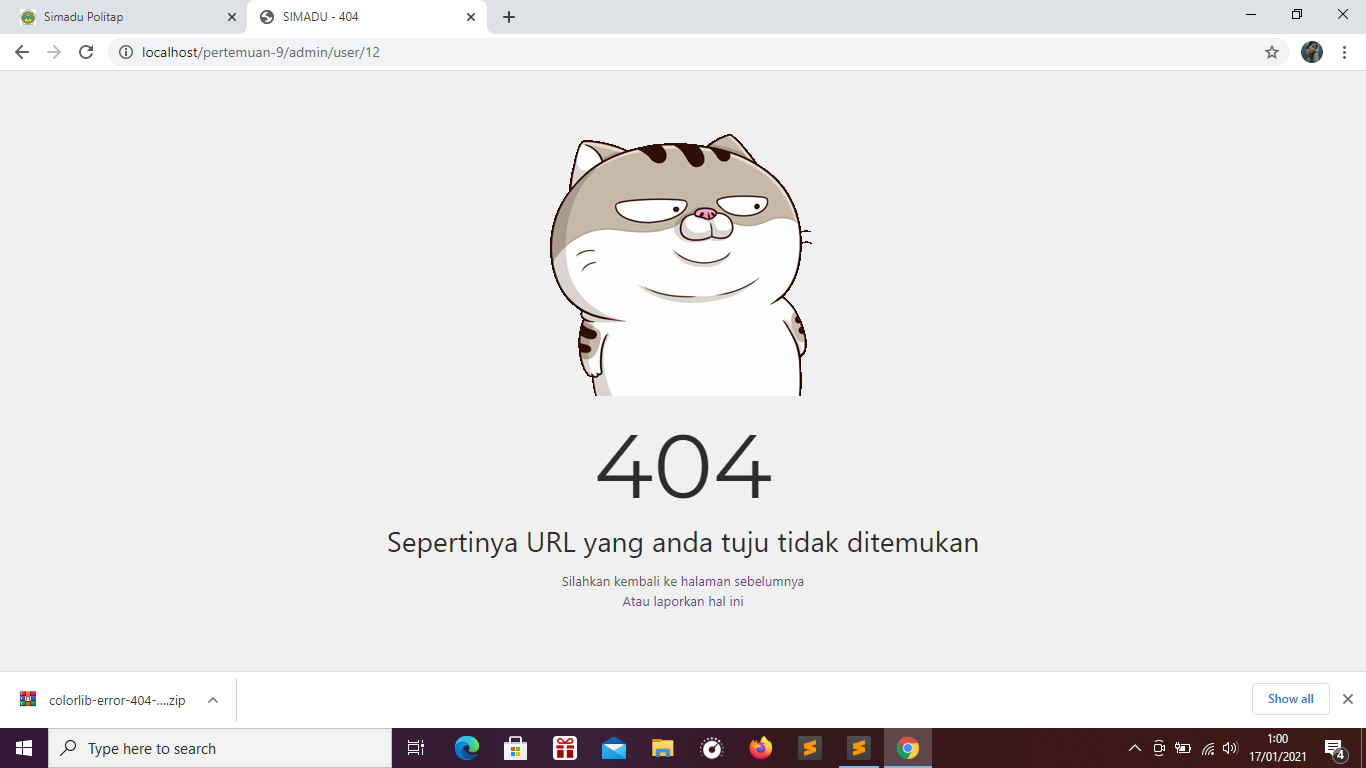 Simadu Politap
SIMADU - 404
localhost/pertemuan-9/admin/user/12
404
Sepertinya URL yang anda tuju tidak ditemukan
Silahkan kembali ke halaman sebelumnya
Atau laporkan hal ini
colorlib-error-404-....zip
Show all
Type here to search
1:00
17/01/2021
4